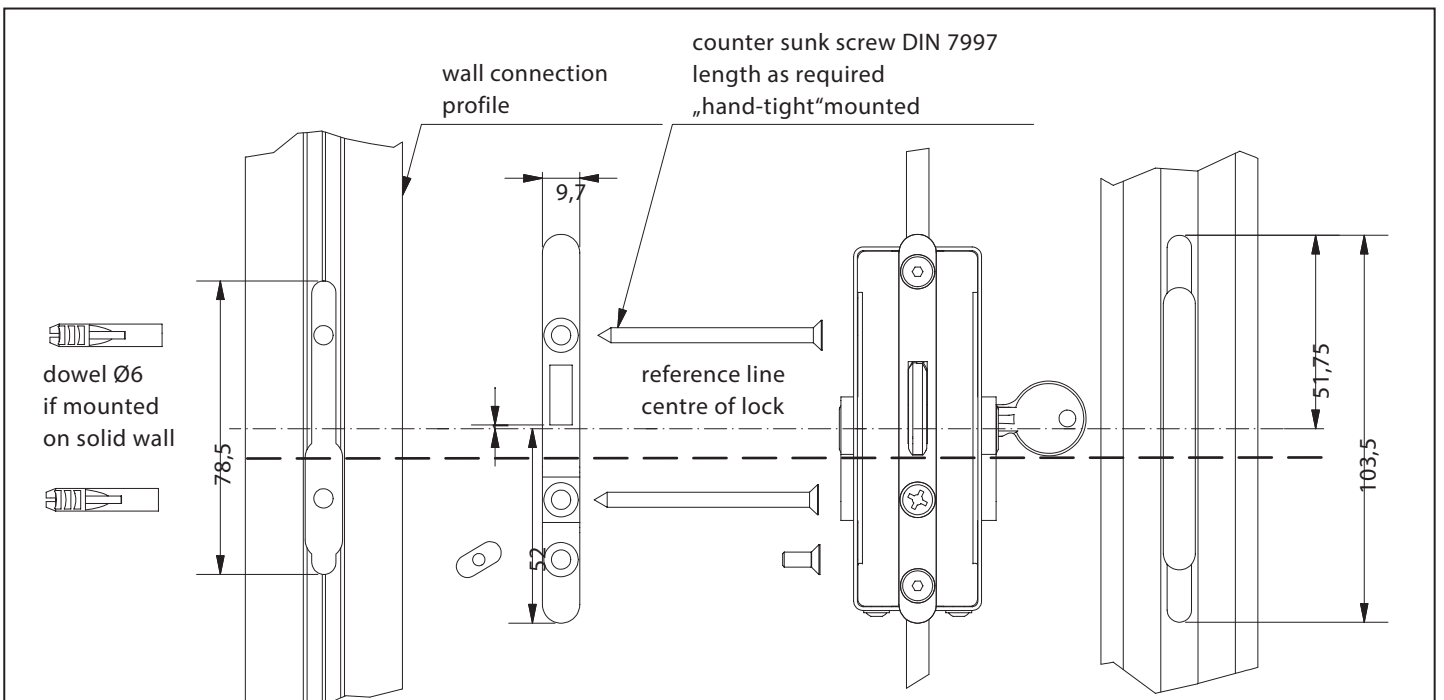 counter sunk screw DIN 7997
length as required
„hand-tight“mounted
wall connection
profile
9,7
dowel Ø6
if mounted
on solid wall
reference line
centre of lock
51,75
78,5
103,5
52